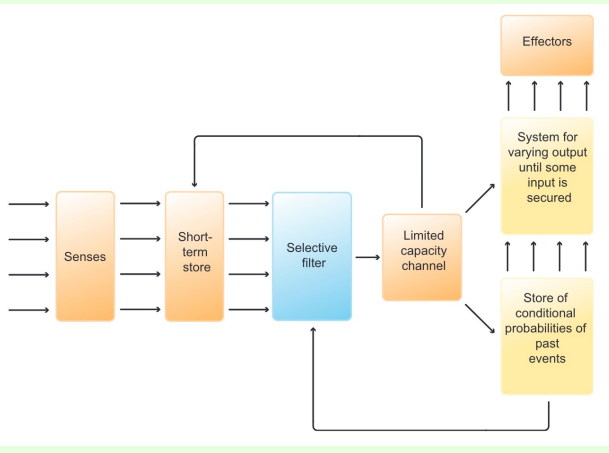 Effectors
System for
varying output
until some
input is
secured
Senses
Short-
term
store
Selective
filter
Limited
capacity
channel
Store of
conditional
probabilities of
past
events